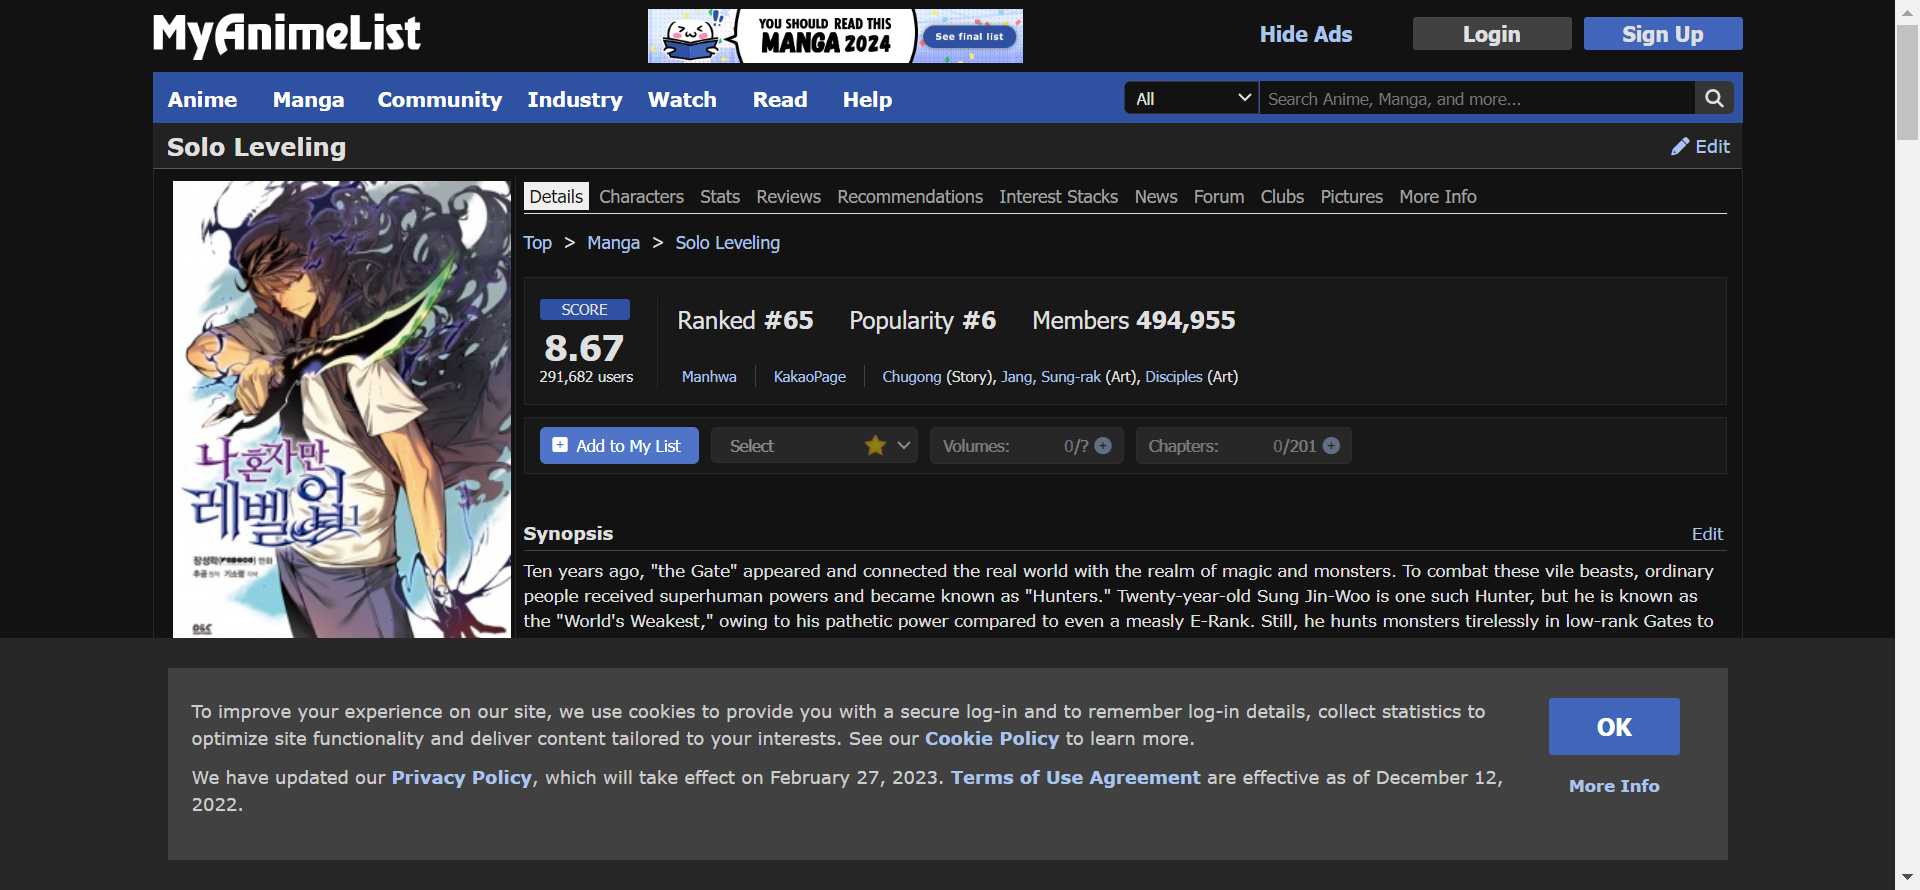 MyAnimeList
YOU SHOULD READ THIS
MANGA 2024
See final list
Hide Ads
Login
Sign Up
Anime Manga Community Industry Watch Read Help
All
Search Anime, Manga, and more...
Solo Leveling
Edit
Details Characters Stats Reviews Recommendations Interest Stacks News Forum Clubs Pictures More Info
Top > Manga > Solo Leveling
SCORE
8.67
291,682 users
Ranked #65 Popularity #6 Members 494,955
Manhwa KakaoPage Chugong (Story), Jang, Sung-rak (Art), Disciples (Art)
Add to My List
Select
Volumes: 0/?
Chapters: 0/201
나 혼자만
레벨업 1
Synopsis
Edit
Ten years ago, "the Gate" appeared and connected the real world with the realm of magic and monsters. To combat these vile beasts, ordinary
people received superhuman powers and became known as "Hunters." Twenty-year-old Sung Jin-Woo is one such Hunter, but he is known as
the "World's Weakest," owing to his pathetic power compared to even a measly E-Rank. Still, he hunts monsters tirelessly in low-rank Gates to
To improve your experience on our site, we use cookies to provide you with a secure log-in and to remember log-in details, collect statistics to
optimize site functionality and deliver content tailored to your interests. See our Cookie Policy to learn more.
We have updated our Privacy Policy, which will take effect on February 27, 2023. Terms of Use Agreement are effective as of December 12,
2022.
OK
More Info